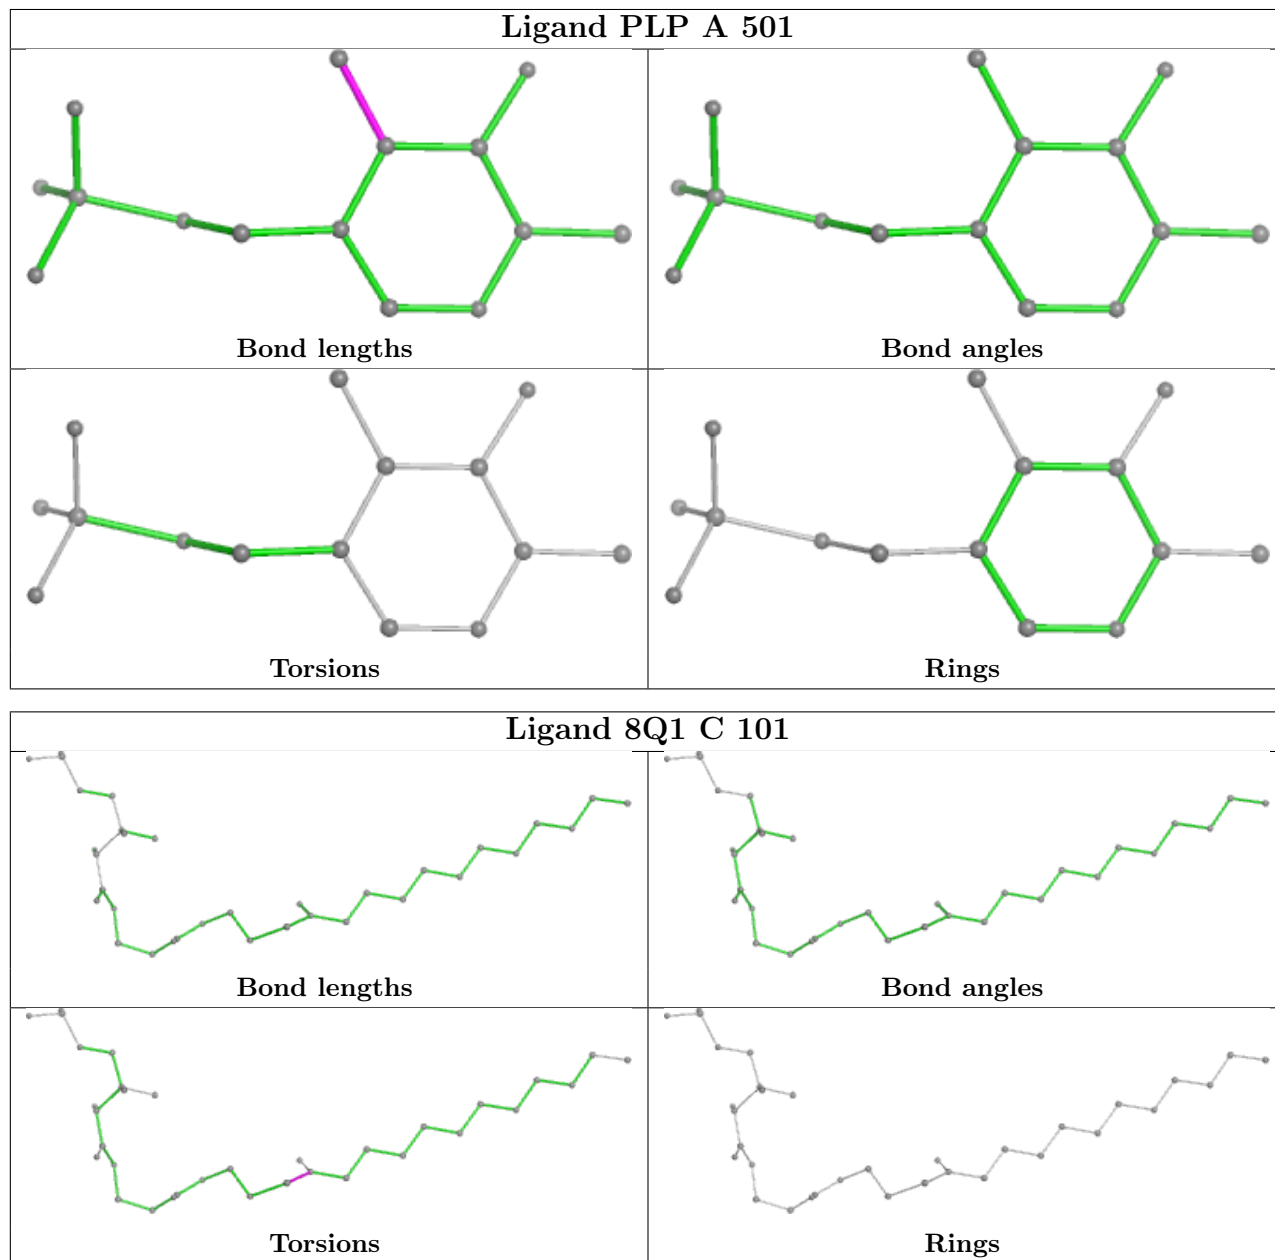 Ligand PLP A 501
Bond lengths
Bond angles
Torsions
Rings
Ligand 8Q1 C 101
Bond lengths
Bond angles
Torsions
Rings